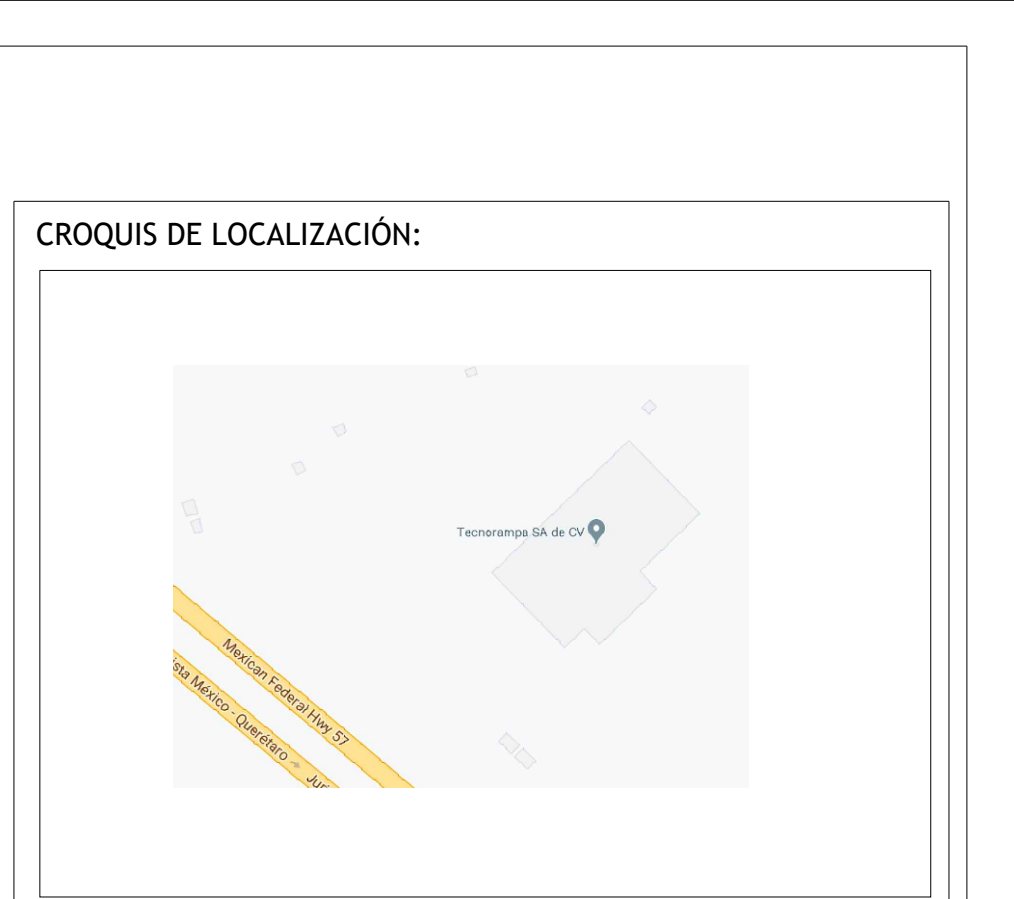 CROQUIS DE LOCALIZACIÓN:
Tecnorampa SA de CV
Mexican Federal Hwy 57
ista México - Querétaro